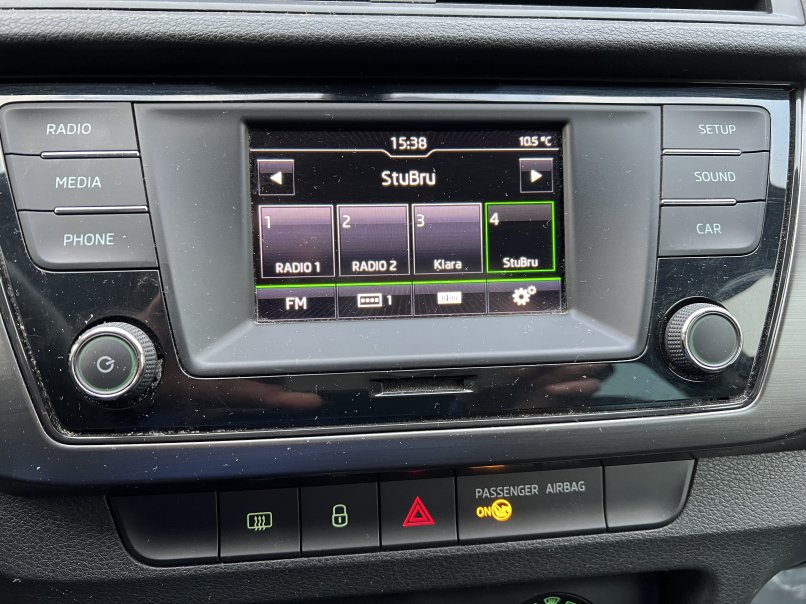 15:38
10.5 °C
StuBru
1
RADIO 1
2
RADIO 2
3
Ķlara
4
StuBru
FM
1
RADIO
MEDIA
PHONE
SETUP
SOUND
CAR
PASSENGER AIRBAG
ON